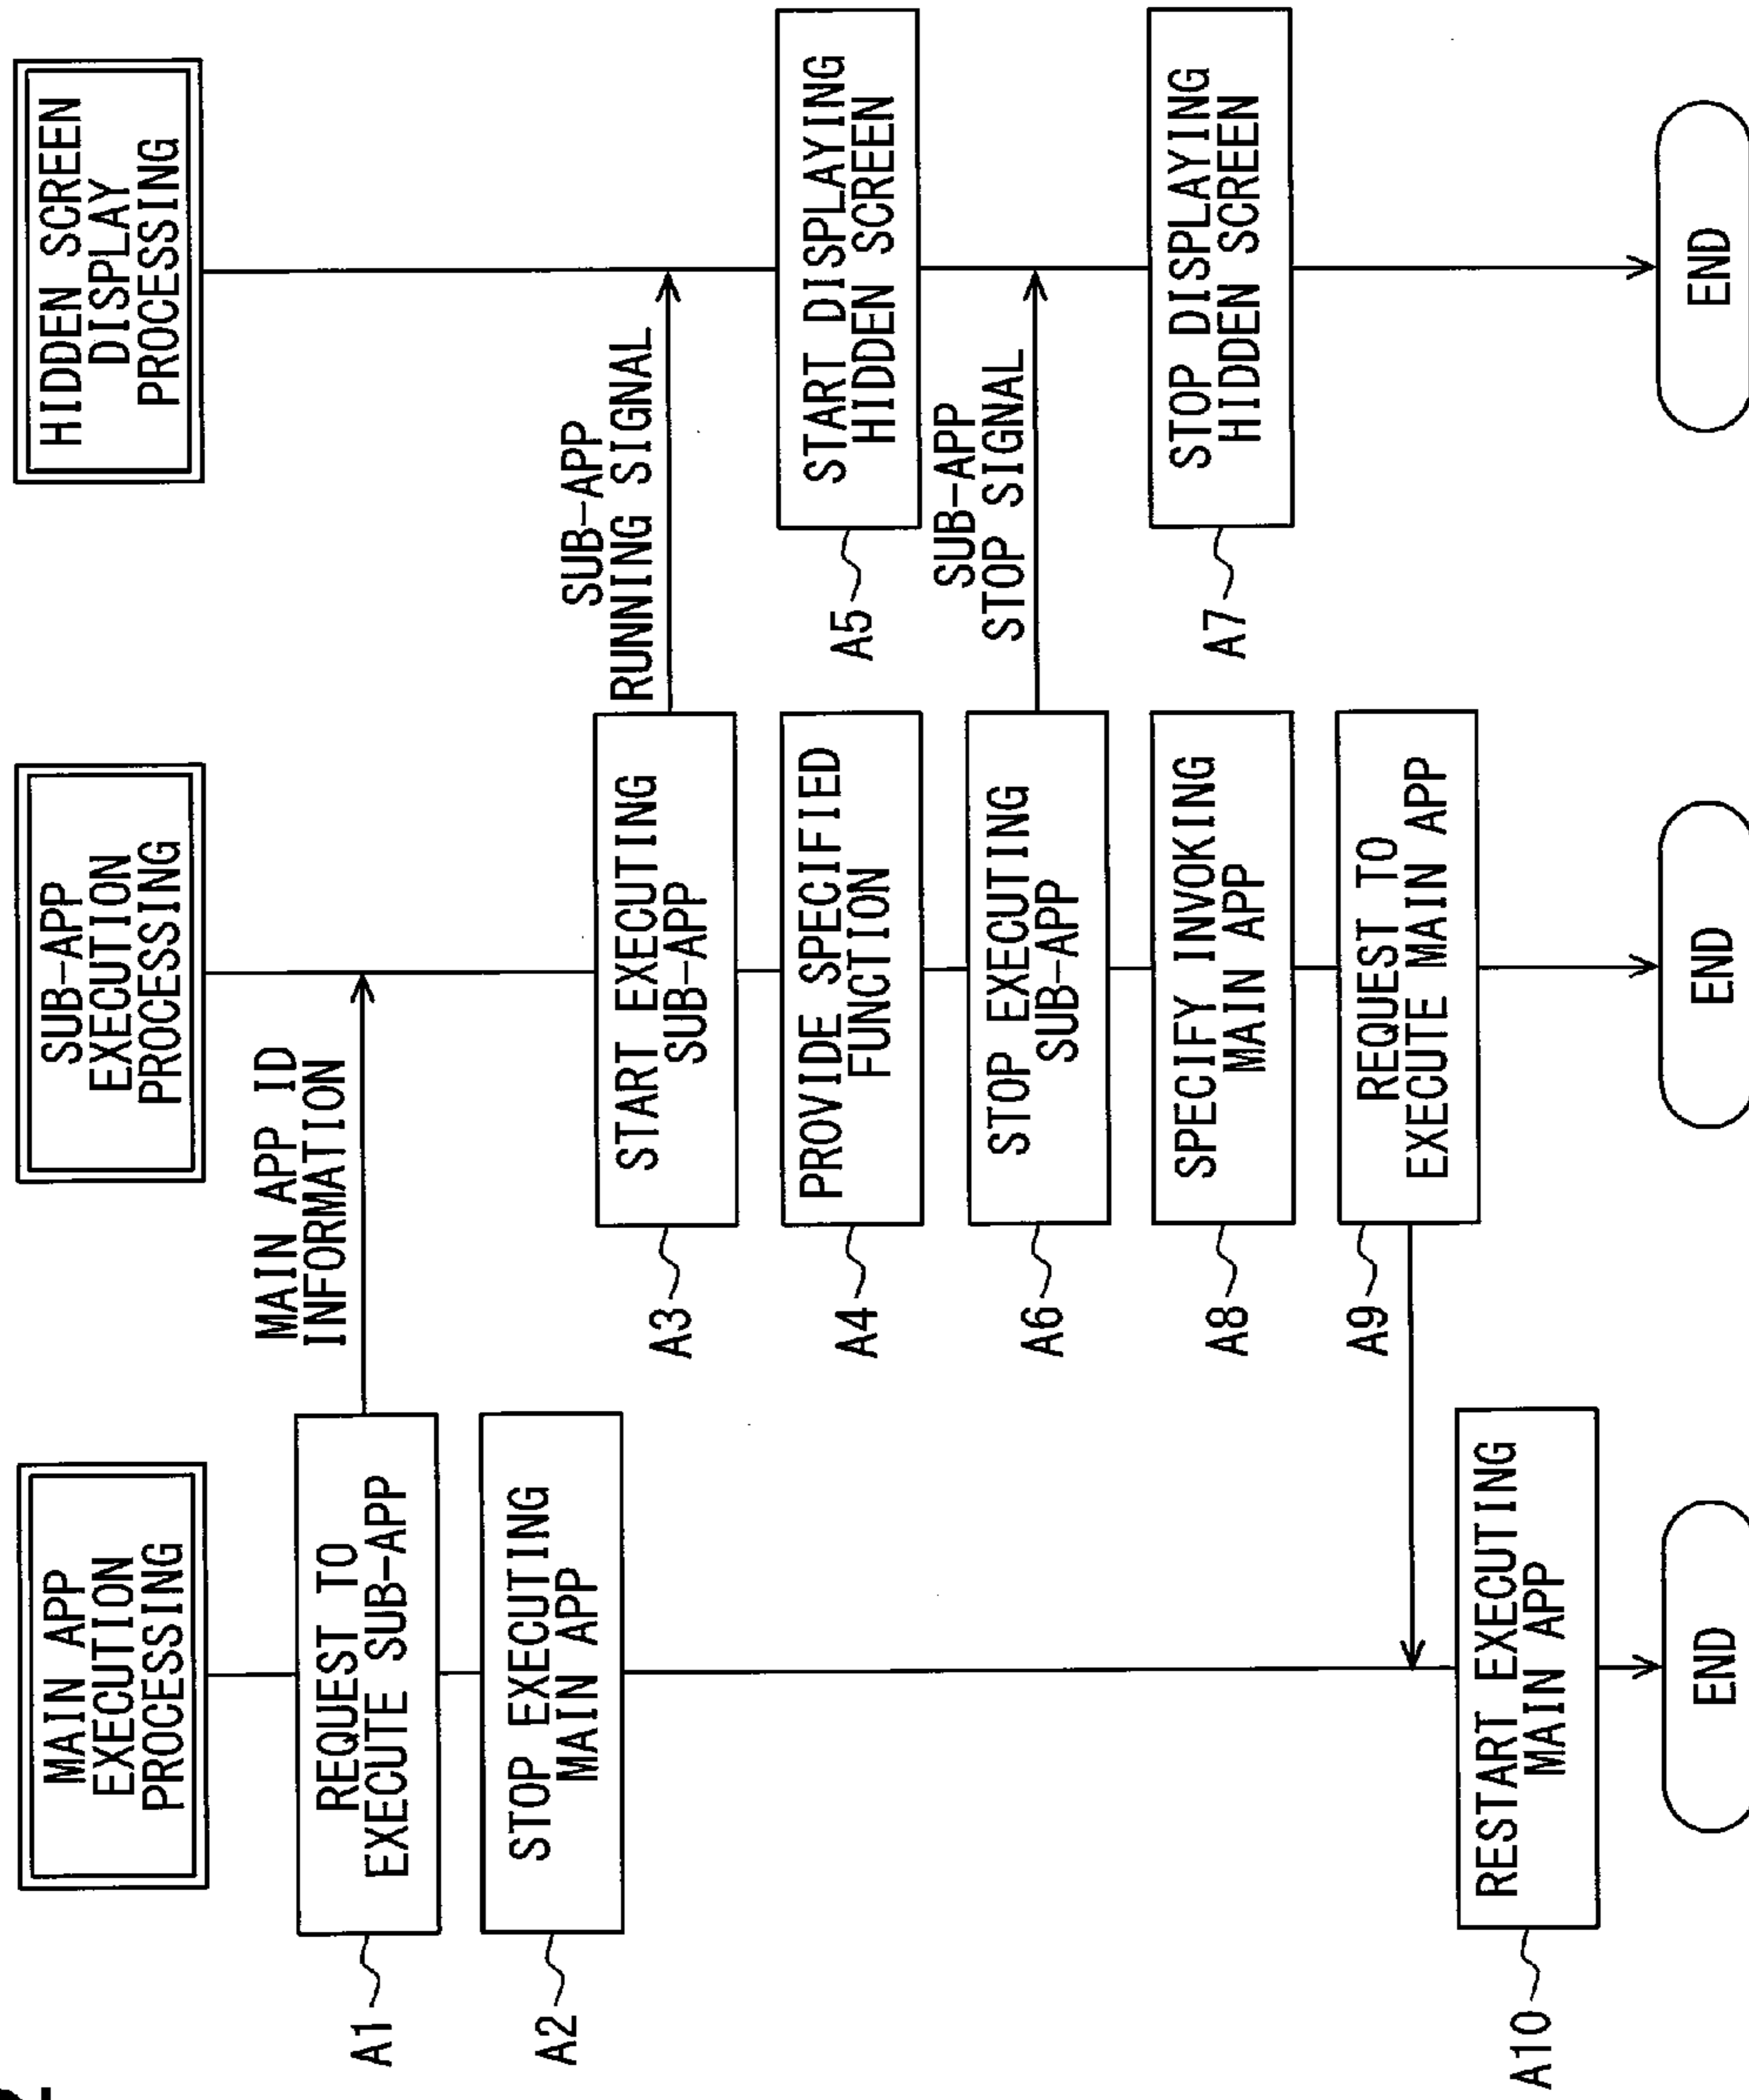 MAIN APP
EXECUTION
PROCESSING
SUB-APP
EXECUTION
PROCESSING
HIDDEN SCREEN
DISPLAY
PROCESSING
A1
REQUEST TO
EXECUTE SUB-APP
MAIN APP ID
INFORMATION
A2
STOP EXECUTING
MAIN APP
A3
START EXECUTING
SUB-APP
SUB-APP
RUNNING SIGNAL
A4
PROVIDE SPECIFIED
FUNCTION
A5
START DISPLAYING
HIDDEN SCREEN
A6
STOP EXECUTING
SUB-APP
SUB-APP
STOP SIGNAL
A8
SPECIFY INVOKING
MAIN APP
A7
STOP DISPLAYING
HIDDEN SCREEN
A9
REQUEST TO
EXECUTE MAIN APP
A10
RESTART EXECUTING
MAIN APP
END
END
END